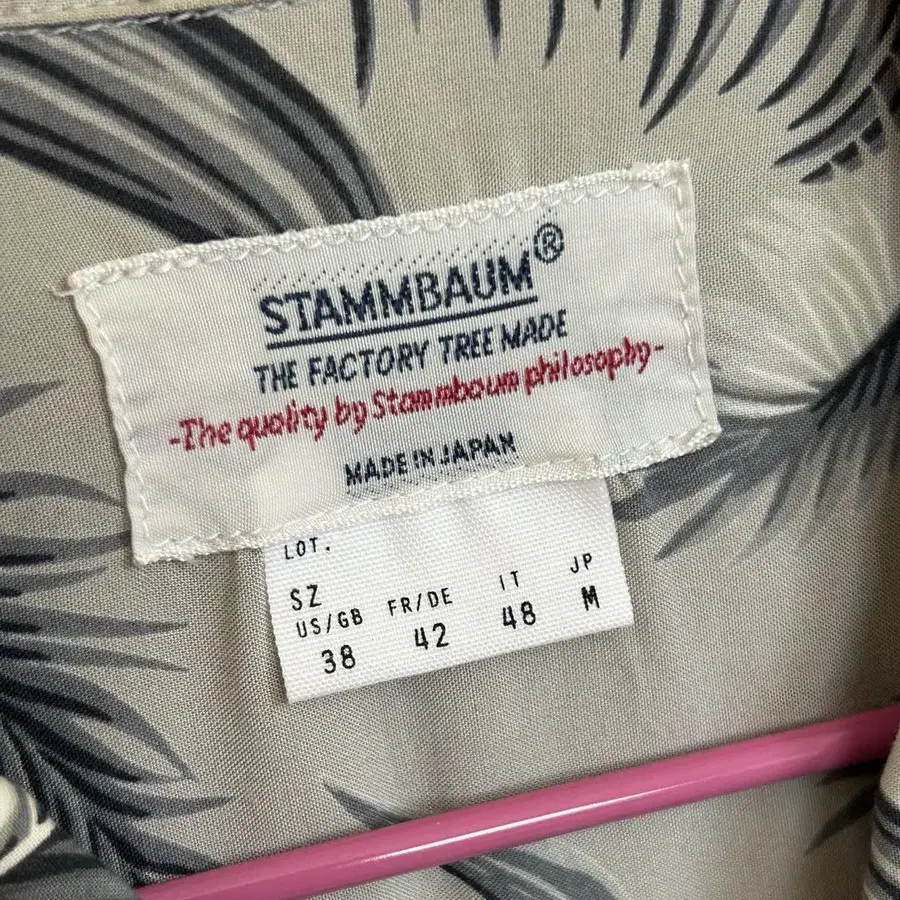 STAMMBAUM®
THE FACTORY TREE MADE
-The quality by Stammbaum philosophy-
MADE IN JAPAN
LOT.
SZ
US/GB FR/DE IT JP
38 42 48 M